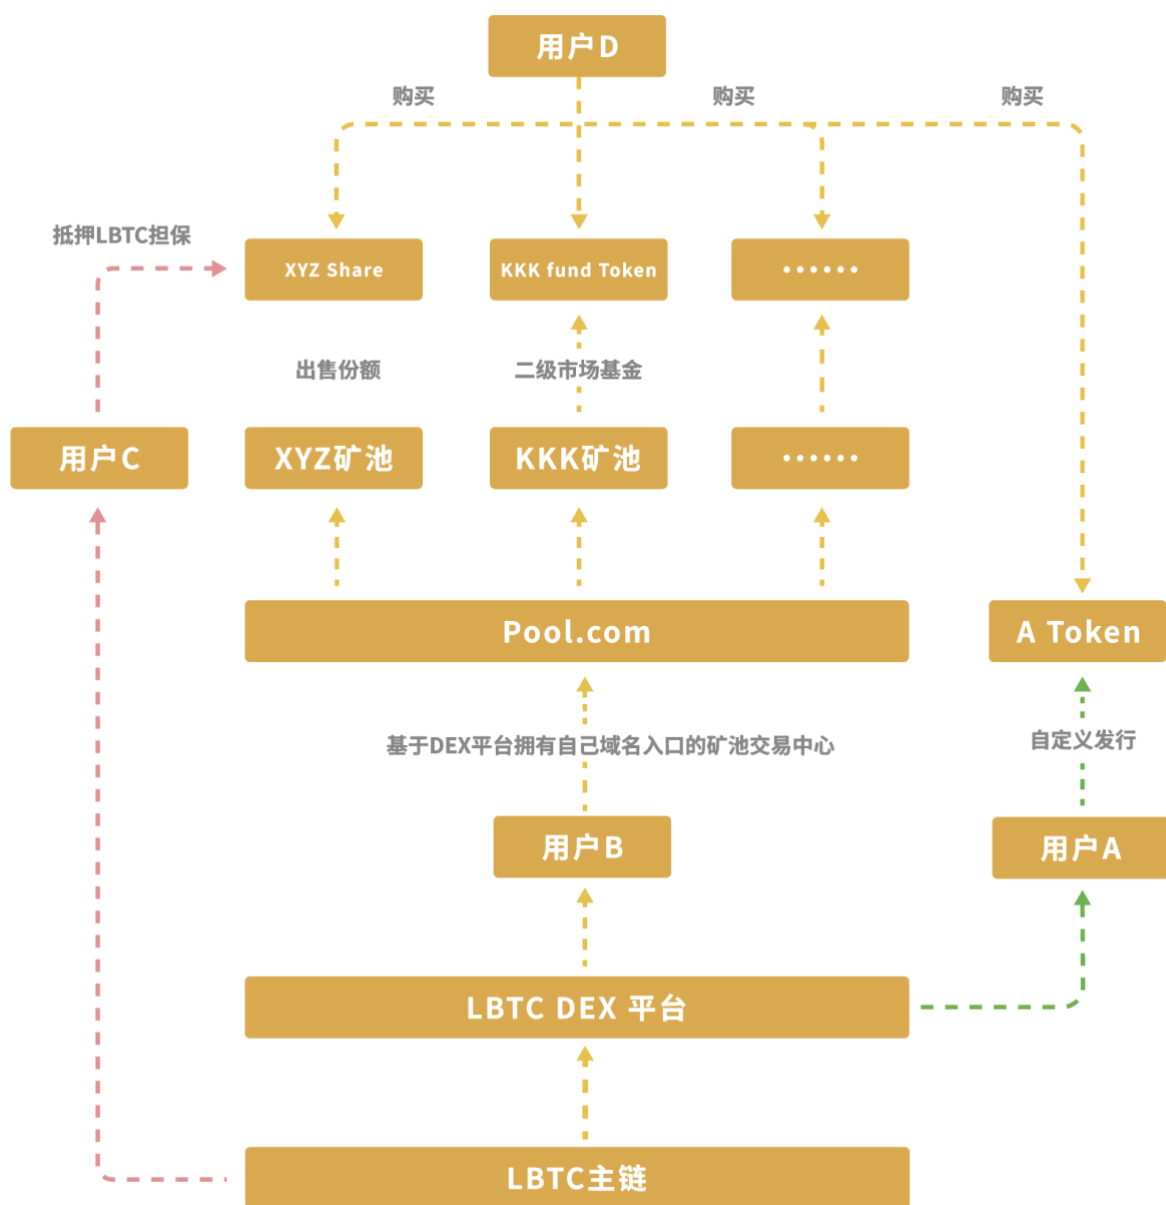 用户D
购买
购买
购买
抵押LBTC担保
XYZ Share
KKK fund Token
······
出售份额
二级市场基金
用户C
XYZ矿池
KKK矿池
······
Pool.com
A Token
基于DEX平台拥有自己域名入口的矿池交易中心
自定义发行
用户B
用户A
LBTC DEX 平台
LBTC主链